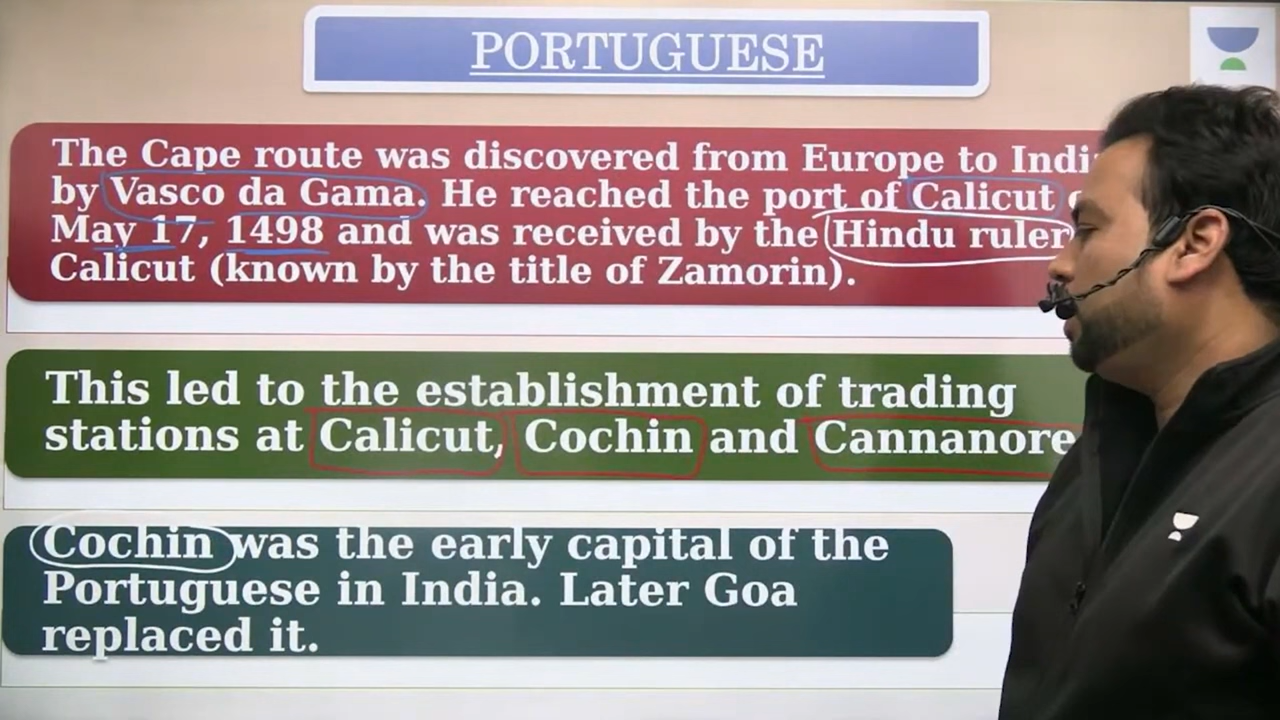 PORTUGUESE
The Cape route was discovered from Europe to
by Vasco da Gama. He reached the port of Calicut
May 17, 1498 and was received by the Hindu ruler
Calicut (known by the title of Zamorin).
This led to the establishment of trading
stations at Calicut, Cochin and Cannanore
Cochin was the early capital of the
Portuguese in India. Later Goa
replaced it.